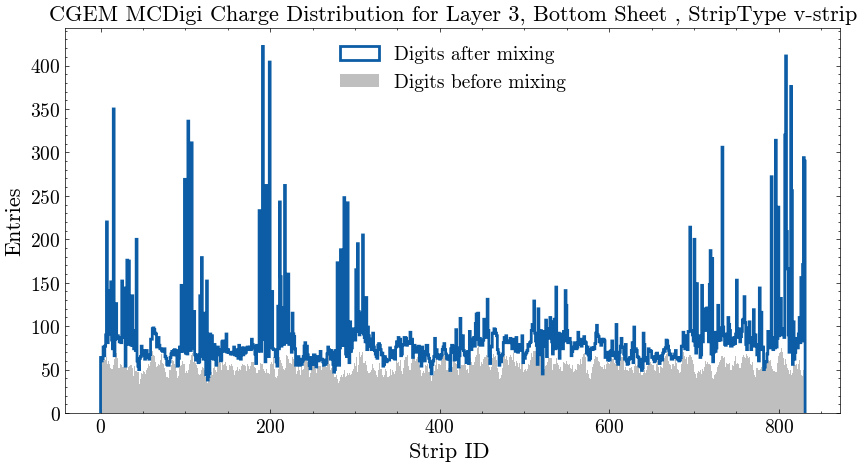 CGEM MCDigi Charge Distribution for Layer 3, Bottom Sheet , StripType v-strip
Digits after mixing
Digits before mixing
Entries
400
350
300
250
200
150
100
50
0
0 200 400 600 800
Strip ID